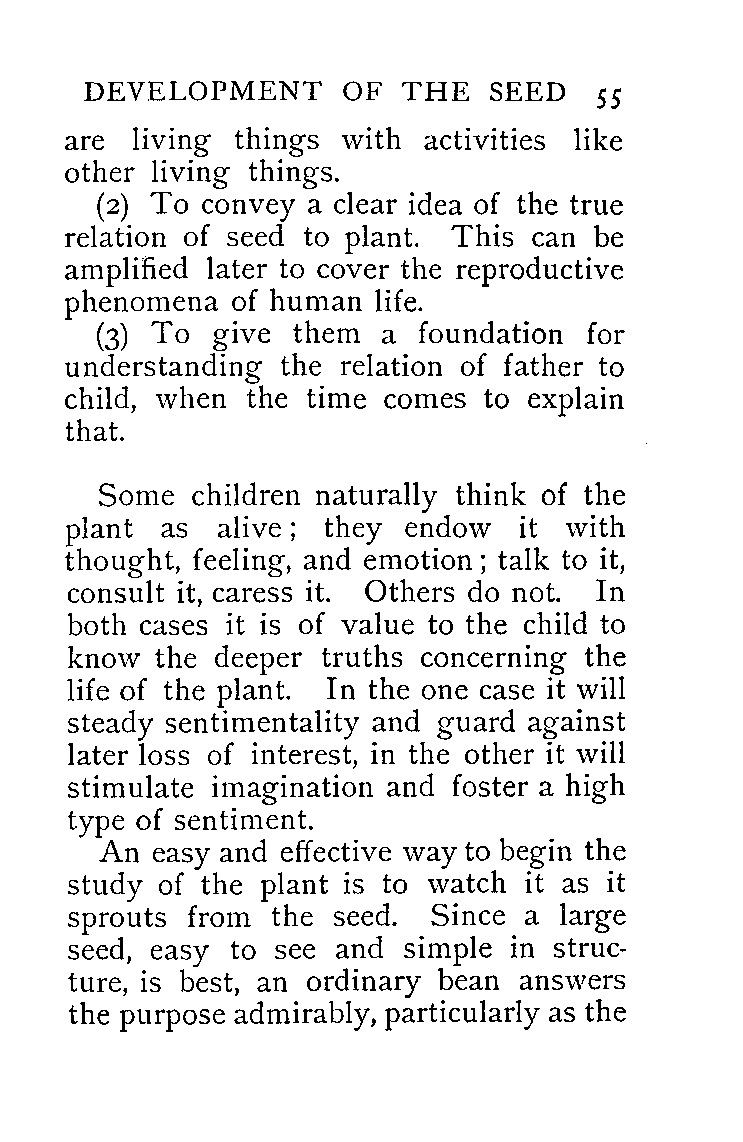 DEVELOPMENT OF THE SEED 55
are living things with activities like
other living things.
(2) To convey a clear idea of the true
relation of seed to plant. This can be
amplified later to cover the reproductive
phenomena of human life.
(3) To give them a foundation for
understanding the relation of father to
child, when the time comes to explain
that.
Some children naturally think of the
plant as alive; they endow it with
thought, feeling, and emotion; talk to it,
consult it, caress it. Others do not. In
both cases it is of value to the child to
know the deeper truths concerning the
life of the plant. In the one case it will
steady sentimentality and guard against
later loss of interest, in the other it will
stimulate imagination and foster a high
type of sentiment.
An easy and effective way to begin the
study of the plant is to watch it as it
sprouts from the seed. Since a large
seed, easy to see and simple in struc-
ture, is best, an ordinary bean answers
the purpose admirably, particularly as the